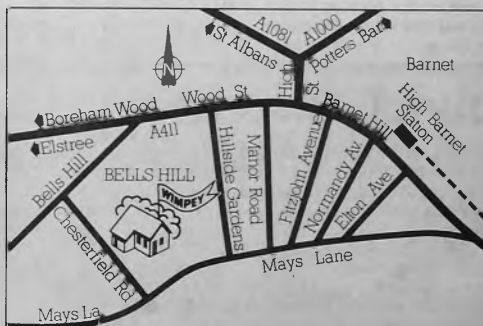 A1081
A1000
St Albans
Potters Bar
High St
Barnet
N
Boreham Wood
Wood St
Barnet Hill
High Barnet Station
Elstree
A411
Bells Hill
BELLS HILL
WIMPEY
Hillside Gardens
Manor Road
Fitzjohn Avenue
Normandy Av.
Elton Ave.
Chesterfield Rd
Mays Lane
Mays La